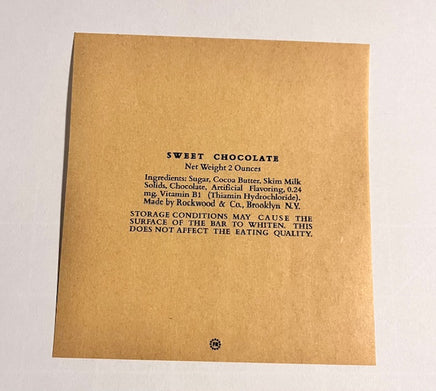 SWEET CHOCOLATE
Net Weight 2 Ounces
Ingredients: Sugar, Cocoa Butter, Skim Milk
Solids, Chocolate, Artificial Flavoring, 0.24
mg. Vitamin B1 (Thiamin Hydrochloride).
Made by Rockwood & Co., Brooklyn N.Y.
STORAGE CONDITIONS MAY CAUSE THE
SURFACE OF THE BAR TO WHITEN. THIS
DOES NOT AFFECT THE EATING QUALITY.